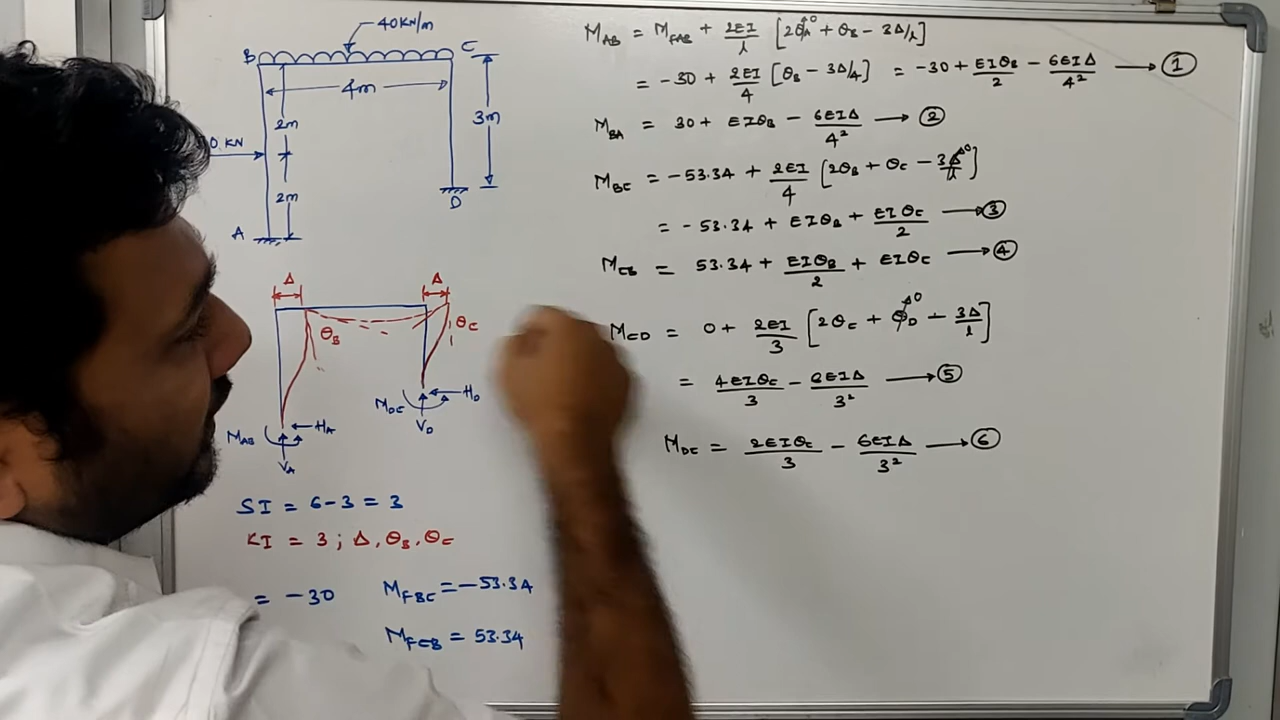 40KN/m
B
C
4m
2m
3m
0 KN
2m
D
A
Δ
Δ
θB
θC
MDC
HD
VD
MAB
HA
VA
SI = 6-3 = 3
KI = 3 ; Δ, θB, θC
= -30
MFBC = -53.34
MFCB = 53.34
MAB = MFAB + 2EI/l [2θA→0 + θB - 3Δ/l]
= -30 + 2EI/4 [θB - 3Δ/4] = -30 + EIθB/2 - 6EIΔ/4² → ①
MBA = 30 + EIθB - 6EIΔ/4² → ②
MBC = -53.34 + 2EI/4 [2θB + θC - 3Δ/l→0]
= -53.34 + EIθB + EIθC/2 → ③
MCB = 53.34 + EIθB/2 + EIθC → ④
MCD = 0 + 2EI/3 [2θC + θD→0 - 3Δ/l]
= 4EIθC/3 - 6EIΔ/3² → ⑤
MDC = 2EIθC/3 - 6EIΔ/3² → ⑥